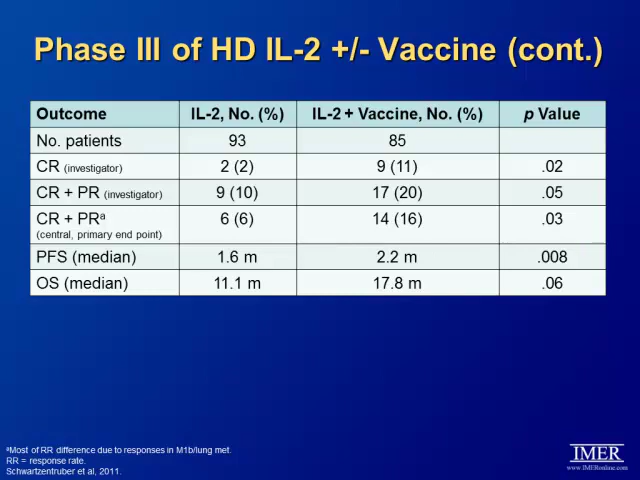 Phase III of HD IL-2 +/- Vaccine (cont.)
Outcome IL-2, No. (%) IL-2 + Vaccine, No. (%) p Value
No. patients 93 85
CR (investigator) 2 (2) 9 (11) .02
CR + PR (investigator) 9 (10) 17 (20) .05
CR + PRᵃ 6 (6) 14 (16) .03
(central, primary end point)
PFS (median) 1.6 m 2.2 m .008
OS (median) 11.1 m 17.8 m .06
ᵃMost of RR difference due to responses in M1b/lung met.
RR = response rate.
Schwartzentruber et al, 2011.
IMER
www.IMERonline.com